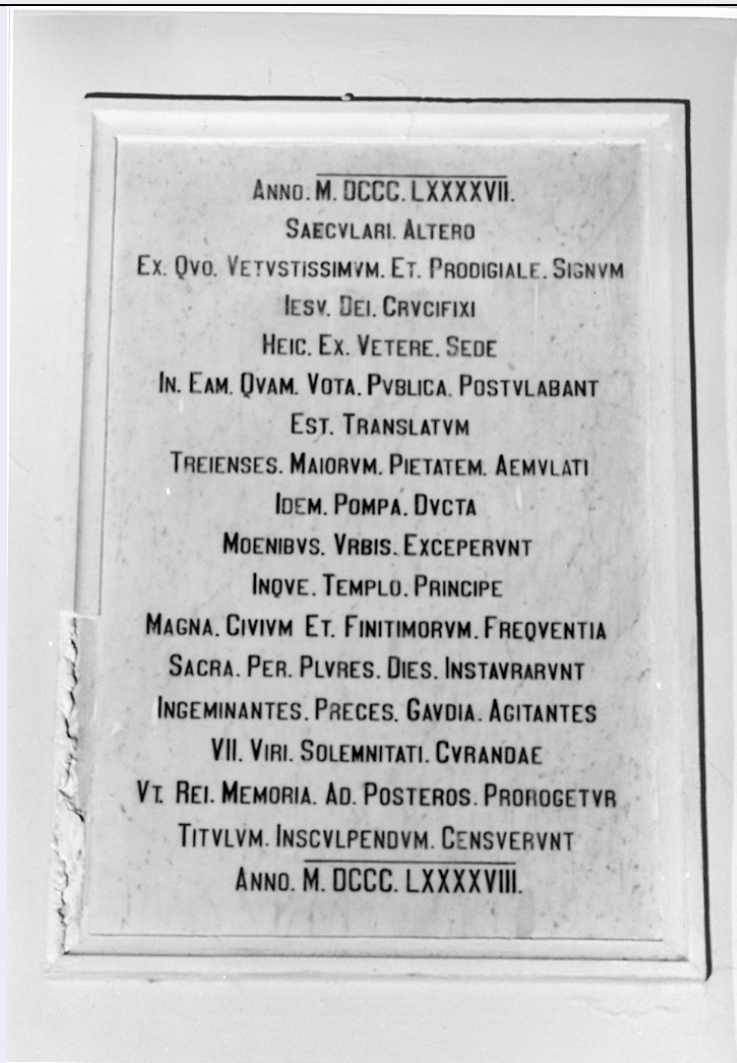 ANNO. M. DCCC. LXXXXVII.
SAECVLARI. ALTERO
EX. QVO. VETVSTISSIMVM. ET. PRODIGIALE. SIGNVM
IESV. DEI. CRVCIFIXI
HEIC. EX. VETERE. SEDE
IN. EAM. QVAM. VOTA. PVBLICA. POSTVLABANT
EST. TRANSLATVM
TREIENSES. MAIORVM. PIETATEM. AEMVLATI
IDEM. POMPA. DVCTA
MOENIBVS. VRBIS. EXCEPERVNT
INQVE. TEMPLO. PRINCIPE
MAGNA. CIVIVM ET. FINITIMORVM. FREQVENTIA
SACRA. PER. PLVRES. DIES. INSTAVRARVNT
INGEMINANTES. PRECES. GAVDIA. AGITANTES
VII. VIRI. SOLEMNITATI. CVRANDAE
VT. REI. MEMORIA. AD. POSTEROS. PROROGETVR
TITVLVM. INSCVLPENDVM. CENSVERVNT
ANNO. M. DCCC. LXXXXVIII.